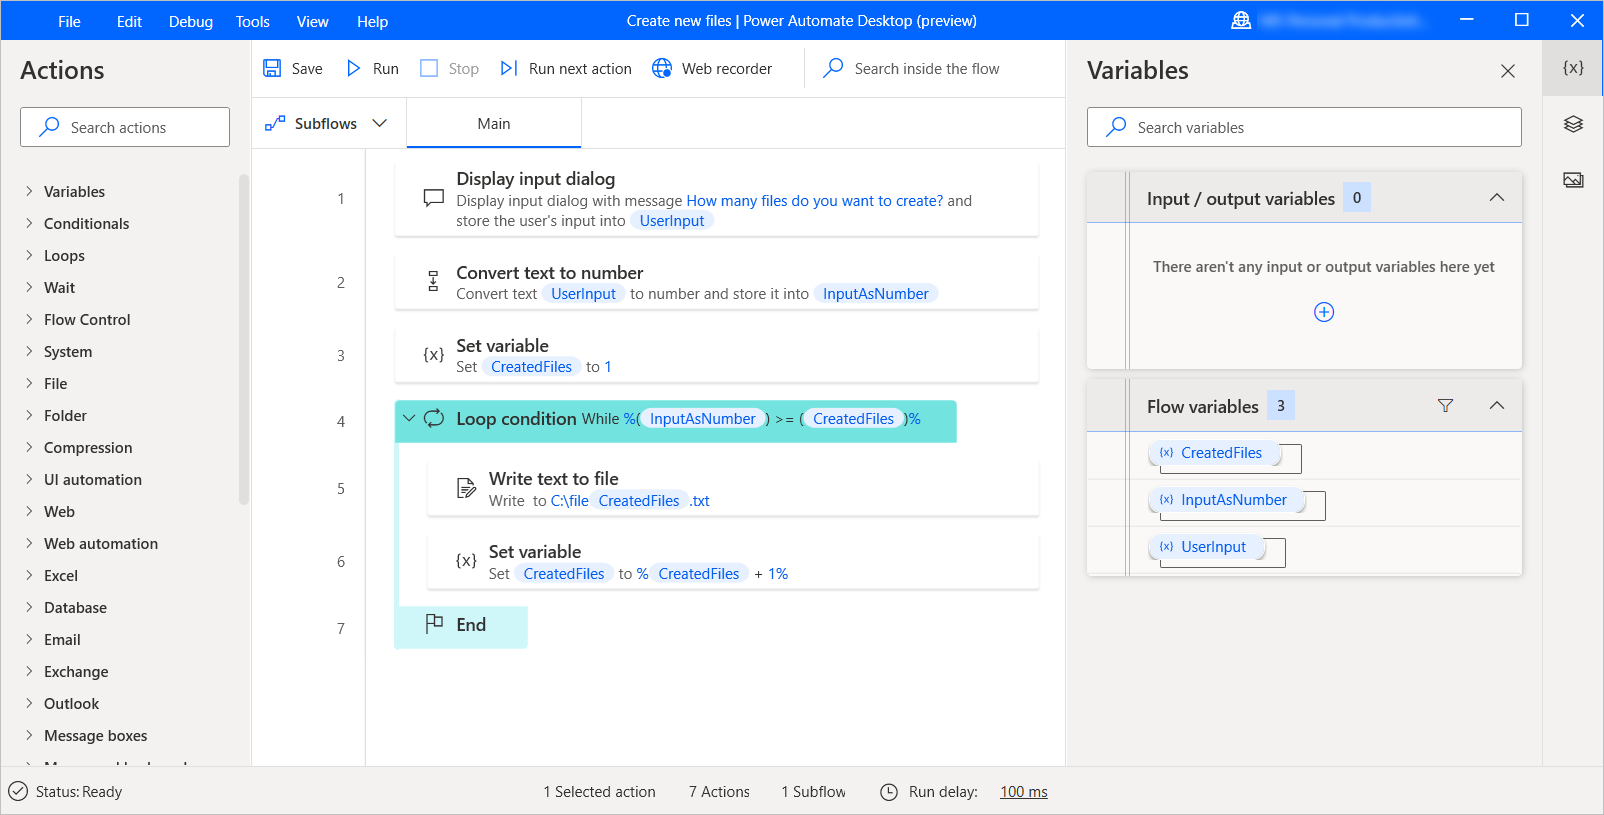 File Edit Debug Tools View Help
Create new files | Power Automate Desktop (preview)
Actions
Search actions
Variables
Conditionals
Loops
Wait
Flow Control
System
File
Folder
Compression
UI automation
Web
Web automation
Excel
Database
Email
Exchange
Outlook
Message boxes
Save Run Stop Run next action Web recorder Search inside the flow
Subflows Main
1 Display input dialog
Display input dialog with message How many files do you want to create? and
store the user's input into UserInput
2 Convert text to number
Convert text UserInput to number and store it into InputAsNumber
3 {x} Set variable
Set CreatedFiles to 1
4 Loop condition While %( InputAsNumber ) >= ( CreatedFiles )%
5 Write text to file
Write to C:\file CreatedFiles .txt
6 {x} Set variable
Set CreatedFiles to % CreatedFiles + 1%
7 End
Variables
{x}
Search variables
Input / output variables 0
There aren't any input or output variables here yet
Flow variables 3
{x} CreatedFiles
{x} InputAsNumber
{x} UserInput
Status: Ready 1 Selected action 7 Actions 1 Subflow Run delay: 100 ms